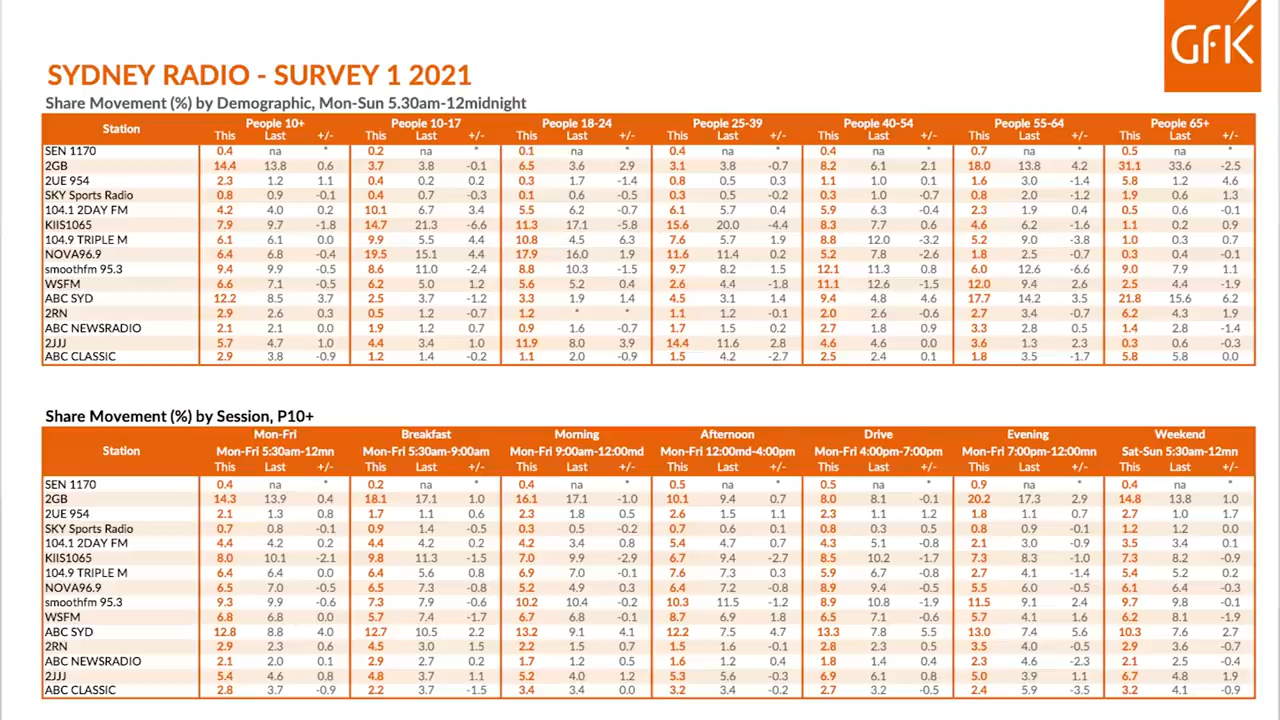 GfK
SYDNEY RADIO - SURVEY 1 2021
Share Movement (%) by Demographic, Mon-Sun 5.30am-12midnight
Station People 10+ People 10-17 People 18-24 People 25-39 People 40-54 People 55-64 People 65+
This Last +/- This Last +/- This Last +/- This Last +/- This Last +/- This Last +/- This Last +/-
SEN 1170 0.4 na * 0.2 na * 0.1 na * 0.4 na * 0.4 na * 0.7 na * 0.5 na *
2GB 14.4 13.8 0.6 3.7 3.8 -0.1 6.5 3.6 2.9 3.1 3.8 -0.7 8.2 6.1 2.1 18.0 13.8 4.2 31.1 33.6 -2.5
2UE 954 2.3 1.2 1.1 0.4 0.2 0.2 0.3 1.7 -1.4 0.8 0.5 0.3 1.1 1.0 0.1 1.6 3.0 -1.4 5.8 1.2 4.6
SKY Sports Radio 0.8 0.9 -0.1 0.4 0.7 -0.3 0.1 0.6 -0.5 0.3 0.5 -0.2 0.3 1.0 -0.7 0.8 2.0 -1.2 1.9 0.6 1.3
104.1 2DAY FM 4.2 4.0 0.2 10.1 6.7 3.4 5.5 6.2 -0.7 6.1 5.7 0.4 5.9 6.3 -0.4 2.3 1.9 0.4 0.5 0.6 -0.1
KIIS1065 7.9 9.7 -1.8 14.7 21.3 -6.6 11.3 17.1 -5.8 15.6 20.0 -4.4 8.3 7.7 0.6 4.6 6.2 -1.6 1.1 0.2 0.9
104.9 TRIPLE M 6.1 6.1 0.0 9.9 5.5 4.4 10.8 4.5 6.3 7.6 5.7 1.9 8.8 12.0 -3.2 5.2 9.0 -3.8 1.0 0.3 0.7
NOVA96.9 6.4 6.8 -0.4 19.5 15.1 4.4 17.9 16.0 1.9 11.6 11.4 0.2 5.2 7.8 -2.6 1.8 2.5 -0.7 0.3 0.4 -0.1
smoothfm 95.3 9.4 9.9 -0.5 8.6 11.0 -2.4 8.8 10.3 -1.5 9.7 8.2 1.5 12.1 11.3 0.8 6.0 12.6 -6.6 9.0 7.9 1.1
WSFM 6.6 7.1 -0.5 6.2 5.0 1.2 5.6 5.2 0.4 2.6 4.4 -1.8 11.1 12.6 -1.5 12.0 9.4 2.6 2.5 4.4 -1.9
ABC SYD 12.2 8.5 3.7 2.5 3.7 -1.2 3.3 1.9 1.4 4.5 3.1 1.4 9.4 4.8 4.6 17.7 14.2 3.5 21.8 15.6 6.2
2RN 2.9 2.6 0.3 0.5 1.2 -0.7 1.2 * * 1.1 1.2 -0.1 2.0 2.6 -0.6 2.7 3.4 -0.7 6.2 4.3 1.9
ABC NEWSRADIO 2.1 2.1 0.0 1.9 1.2 0.7 0.9 1.6 -0.7 1.7 1.5 0.2 2.7 1.8 0.9 3.3 2.8 0.5 1.4 2.8 -1.4
2JJJ 5.7 4.7 1.0 4.4 3.4 1.0 11.9 8.0 3.9 14.4 11.6 2.8 4.6 4.6 0.0 3.6 1.3 2.3 0.3 0.6 -0.3
ABC CLASSIC 2.9 3.8 -0.9 1.2 1.4 -0.2 1.1 2.0 -0.9 1.5 4.2 -2.7 2.5 2.4 0.1 1.8 3.5 -1.7 5.8 5.8 0.0
Share Movement (%) by Session, P10+
Mon-Fri Breakfast Morning Afternoon Drive Evening Weekend
Station Mon-Fri 5:30am-12mn Mon-Fri 5:30am-9:00am Mon-Fri 9:00am-12:00md Mon-Fri 12:00md-4:00pm Mon-Fri 4:00pm-7:00pm Mon-Fri 7:00pm-12:00mn Sat-Sun 5:30am-12mn
This Last +/- This Last +/- This Last +/- This Last +/- This Last +/- This Last +/- This Last +/-
SEN 1170 0.4 na * 0.2 na * 0.4 na * 0.5 na * 0.5 na * 0.9 na * 0.4 na *
2GB 14.3 13.9 0.4 18.1 17.1 1.0 16.1 17.1 -1.0 10.1 9.4 0.7 8.0 8.1 -0.1 20.2 17.3 2.9 14.8 13.8 1.0
2UE 954 2.1 1.3 0.8 1.7 1.1 0.6 2.3 1.8 0.5 2.6 1.5 1.1 2.3 1.1 1.2 1.8 1.1 0.7 2.7 1.0 1.7
SKY Sports Radio 0.7 0.8 -0.1 0.9 1.4 -0.5 0.3 0.5 -0.2 0.7 0.6 0.1 0.8 0.3 0.5 0.8 0.9 -0.1 1.2 1.2 0.0
104.1 2DAY FM 4.4 4.2 0.2 4.4 4.2 0.2 4.2 3.4 0.8 5.4 4.7 0.7 4.3 5.1 -0.8 2.1 3.0 -0.9 3.5 3.4 0.1
KIIS1065 8.0 10.1 -2.1 9.8 11.3 -1.5 7.0 9.9 -2.9 6.7 9.4 -2.7 8.5 10.2 -1.7 7.3 8.3 -1.0 7.3 8.2 -0.9
104.9 TRIPLE M 6.4 6.4 0.0 6.4 5.6 0.8 6.9 7.0 -0.1 7.6 7.3 0.3 5.9 6.7 -0.8 2.7 4.1 -1.4 5.4 5.2 0.2
NOVA96.9 6.5 7.0 -0.5 6.5 7.3 -0.8 5.2 4.9 0.3 6.4 7.2 -0.8 8.9 9.4 -0.5 5.5 6.0 -0.5 6.1 6.4 -0.3
smoothfm 95.3 9.3 9.9 -0.6 7.3 7.9 -0.6 10.2 10.4 -0.2 10.3 11.5 -1.2 8.9 10.8 -1.9 11.5 9.1 2.4 9.7 9.8 -0.1
WSFM 6.8 6.8 0.0 5.7 7.4 -1.7 6.7 6.8 -0.1 8.7 6.9 1.8 6.5 7.1 -0.6 5.7 4.1 1.6 6.2 8.1 -1.9
ABC SYD 12.8 8.8 4.0 12.7 10.5 2.2 13.2 9.1 4.1 12.2 7.5 4.7 13.3 7.8 5.5 13.0 7.4 5.6 10.3 7.6 2.7
2RN 2.9 2.3 0.6 4.5 3.0 1.5 2.2 1.5 0.7 1.5 1.6 -0.1 2.8 2.3 0.5 3.5 4.0 -0.5 2.9 3.6 -0.7
ABC NEWSRADIO 2.1 2.0 0.1 2.9 2.7 0.2 1.7 1.2 0.5 1.6 1.2 0.4 1.8 1.4 0.4 2.3 4.6 -2.3 2.1 2.5 -0.4
2JJJ 5.4 4.6 0.8 4.8 3.7 1.1 5.2 4.0 1.2 5.3 5.6 -0.3 6.9 6.1 0.8 5.0 3.9 1.1 6.7 4.8 1.9
ABC CLASSIC 2.8 3.7 -0.9 2.2 3.7 -1.5 3.4 3.4 0.0 3.2 3.4 -0.2 2.7 3.2 -0.5 2.4 5.9 -3.5 3.2 4.1 -0.9